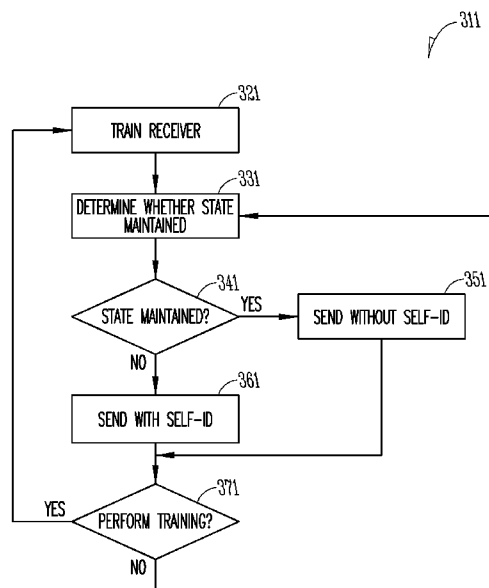 311
321
TRAIN RECEIVER
331
DETERMINE WHETHER STATE
MAINTAINED
341
STATE MAINTAINED?
YES
351
SEND WITHOUT SELF-ID
NO
361
SEND WITH SELF-ID
371
YES
PERFORM TRAINING?
NO